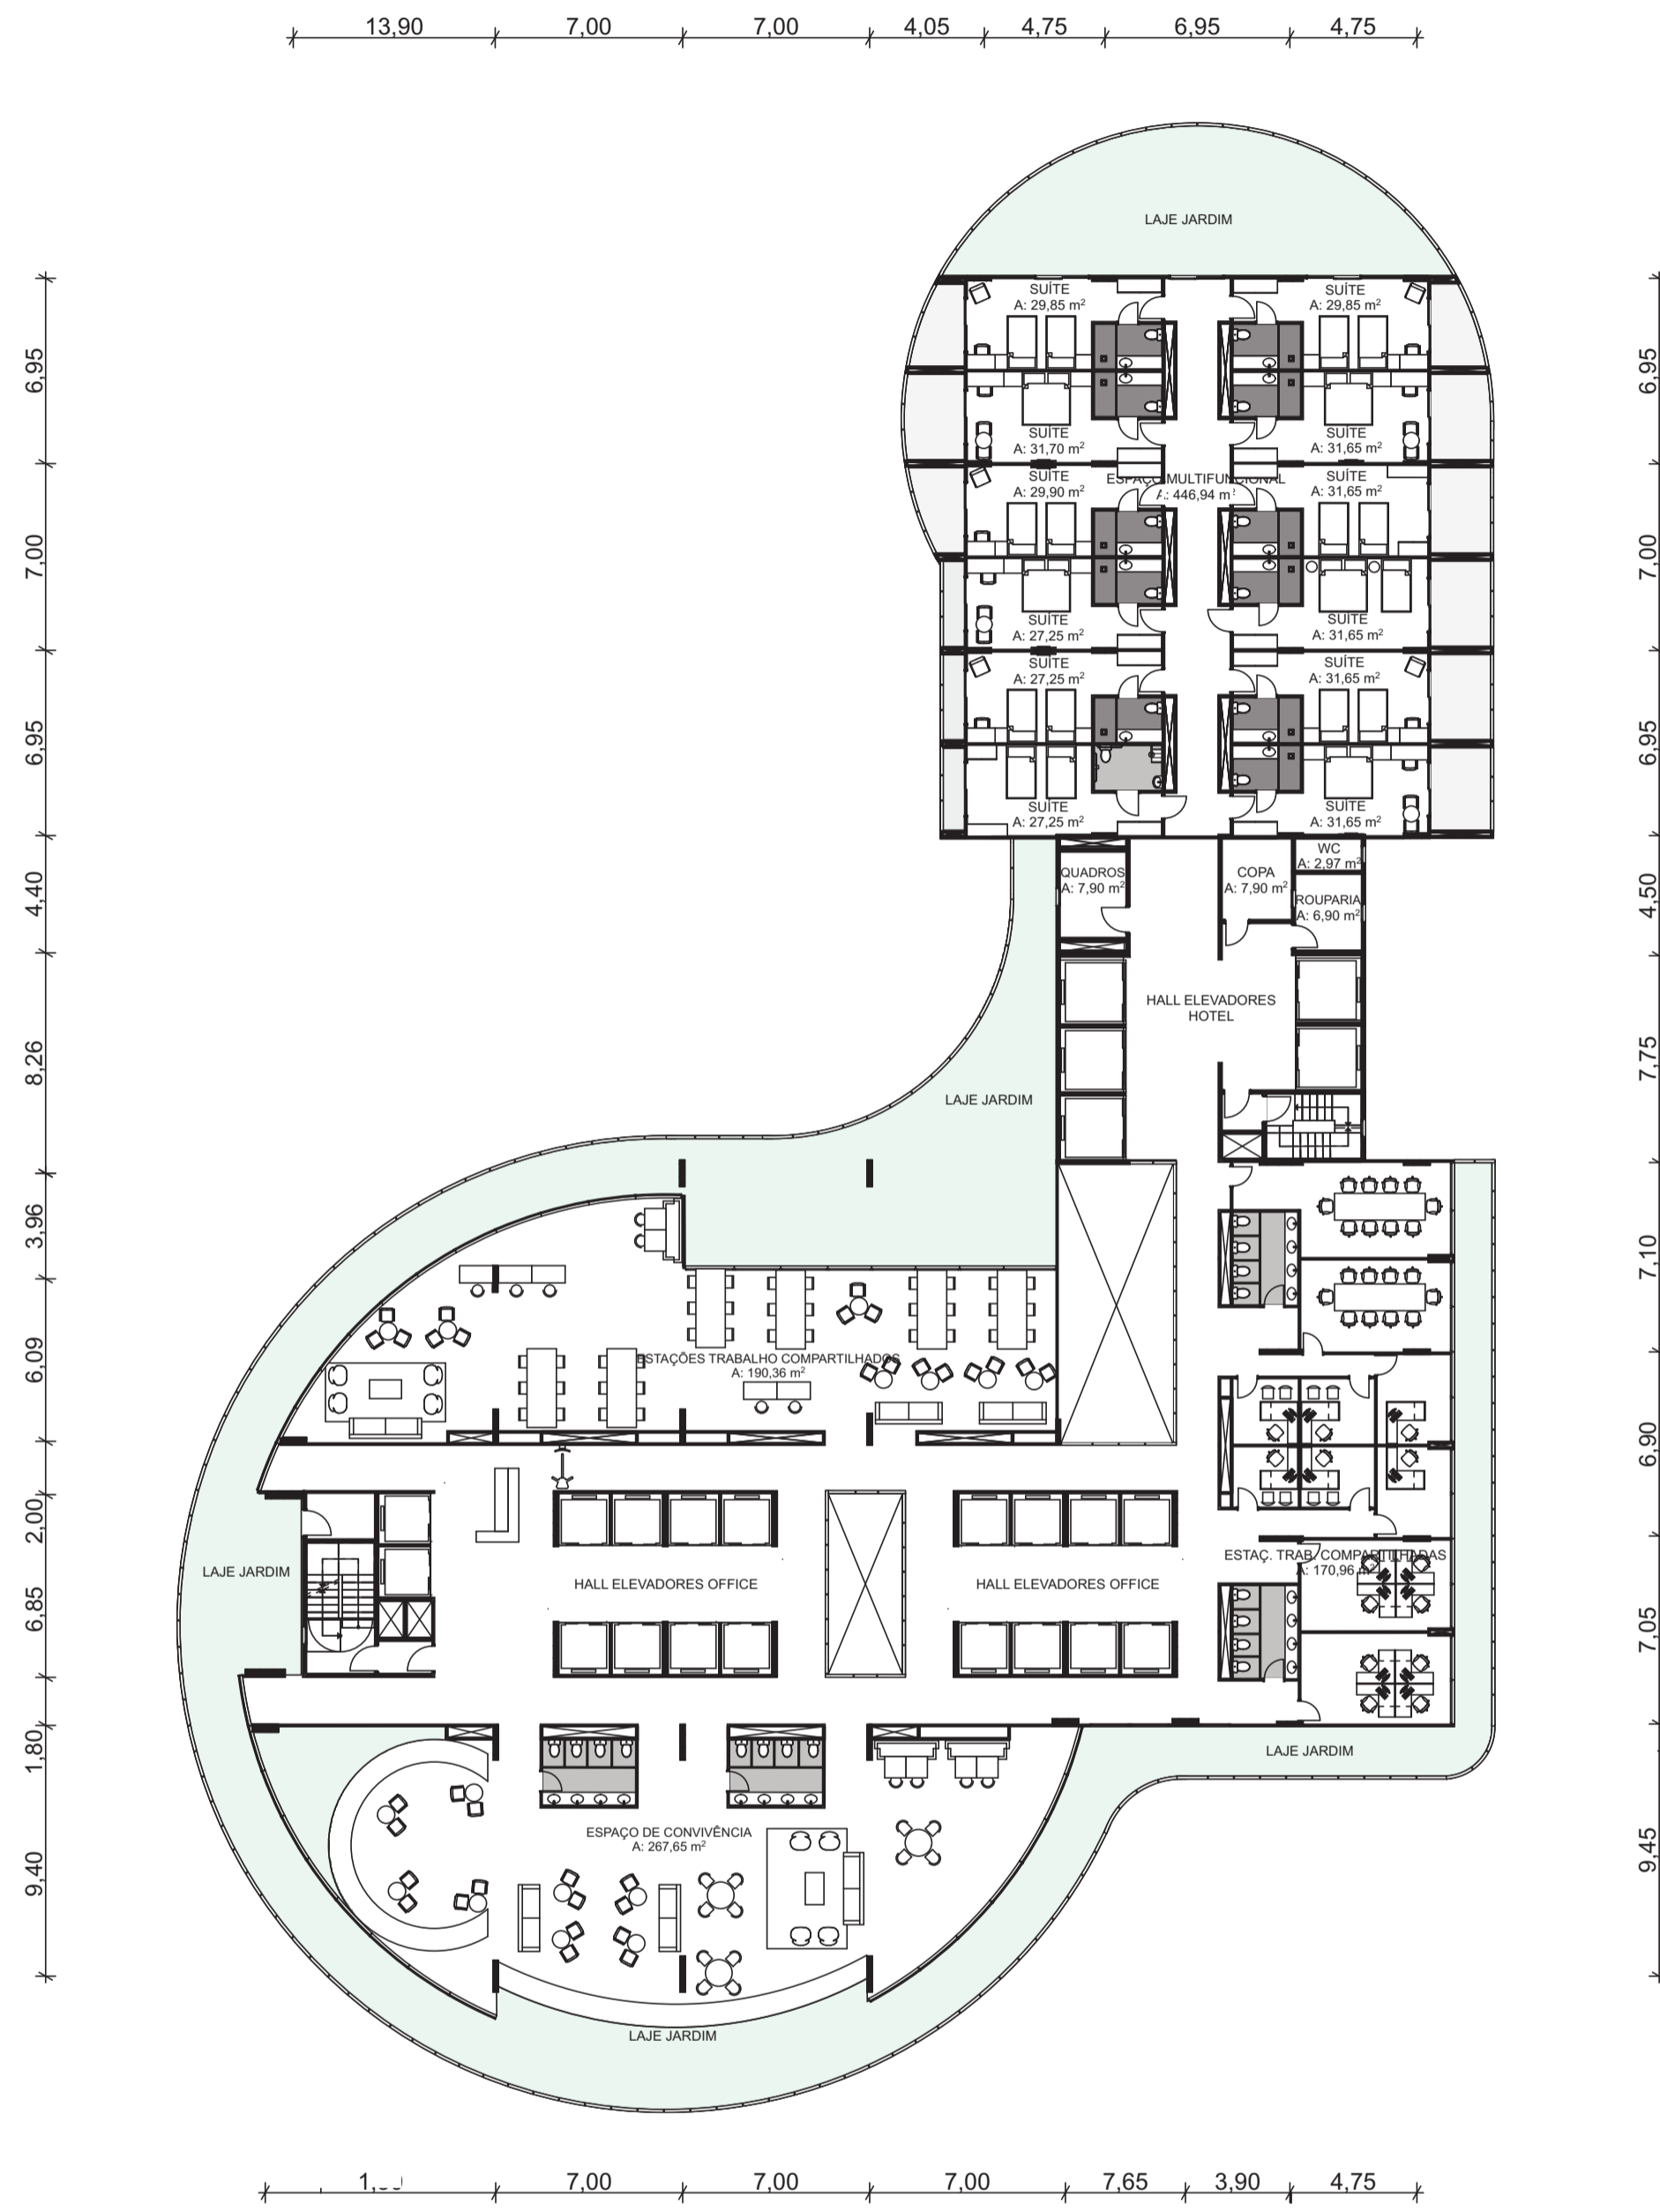 13,90 7,00 7,00 4,05 4,75 6,95 4,75
LAJE JARDIM
SUÍTE
A: 29,85 m²
SUÍTE
A: 29,85 m²
6,95
6,95
SUÍTE
A: 31,70 m²
SUÍTE
A: 31,65 m²
SUÍTE
A: 29,90 m²
ESPAÇO MULTIFUNCIONAL
A: 446,94 m²
SUÍTE
A: 31,65 m²
7,00
7,00
SUÍTE
A: 27,25 m²
SUÍTE
A: 31,65 m²
SUÍTE
A: 27,25 m²
SUÍTE
A: 31,65 m²
6,95
6,95
SUÍTE
A: 27,25 m²
SUÍTE
A: 31,65 m²
4,40
QUADROS
A: 7,90 m²
COPA
A: 7,90 m²
WC
A: 2,97 m²
ROUPARIA
A: 6,90 m²
4,50
HALL ELEVADORES
HOTEL
8,26
7,75
LAJE JARDIM
3,96
7,10
6,09
ESTAÇÕES TRABALHO COMPARTILHADOS
A: 190,36 m²
6,90
2,00
LAJE JARDIM
HALL ELEVADORES OFFICE
HALL ELEVADORES OFFICE
ESTAÇ. TRAB. COMPARTILHADAS
A: 170,96 m²
6,85
7,05
1,80
LAJE JARDIM
ESPAÇO DE CONVIVÊNCIA
A: 267,65 m²
9,40
9,45
LAJE JARDIM
7,00 7,00 7,00 7,65 3,90 4,75